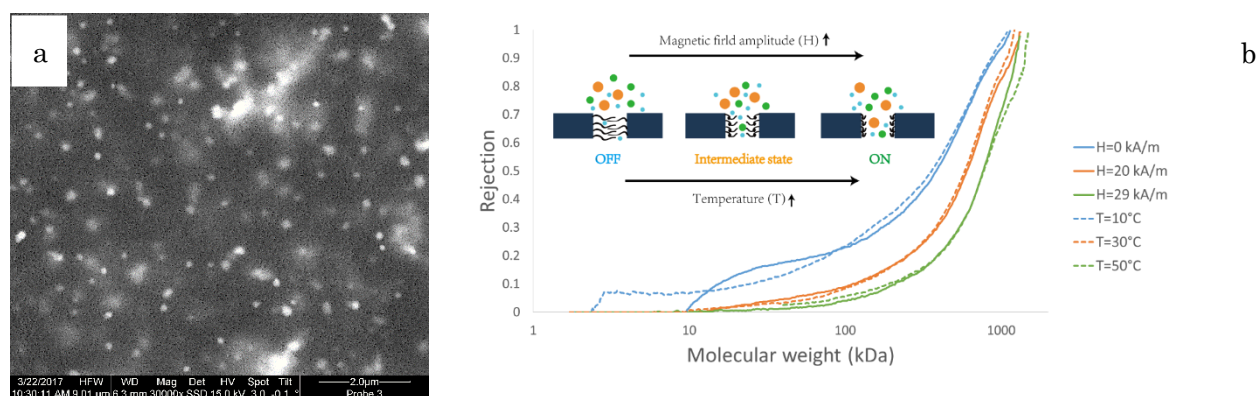 a
3/22/2017 HFW WD Mag Det HV Spot Tilt 2.0µm
10:30:11 AM 9.01 µm 6.3 mm 30000x SSD 15.0 kV 3.0 -0.1 ° Probe 3
b
Rejection
1
0.9
0.8
0.7
0.6
0.5
0.4
0.3
0.2
0.1
0
1
10
100
1000
Molecular weight (kDa)
Magnetic firld amplitude (H)
OFF
Intermediate state
ON
Temperature (T)
H=0 kA/m
H=20 kA/m
H=29 kA/m
T=10°C
T=30°C
T=50°C